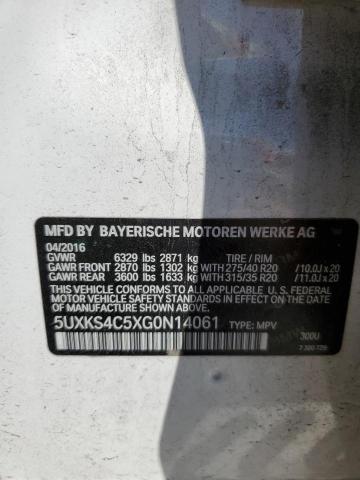 MFD BY BAYERISCHE MOTOREN WERKE AG
04/2016
GVWR 6329 lbs 2871 kg TIRE / RIM
GAWR FRONT 2870 lbs 1302 kg WITH 275/40 R20 /10.0J x 20
GAWR REAR 3600 lbs 1633 kg WITH 315/35 R20 /11.0J x 20
THIS VEHICLE CONFORMS TO ALL APPLICABLE
U.S. FEDERAL MOTOR VEHICLE SAFETY STANDARDS
IN EFFECT ON THE DATE OF MANUFACTURE SHOWN ABOVE.
5UXKS4C5XG0N14061 TYPE: MPV
300U